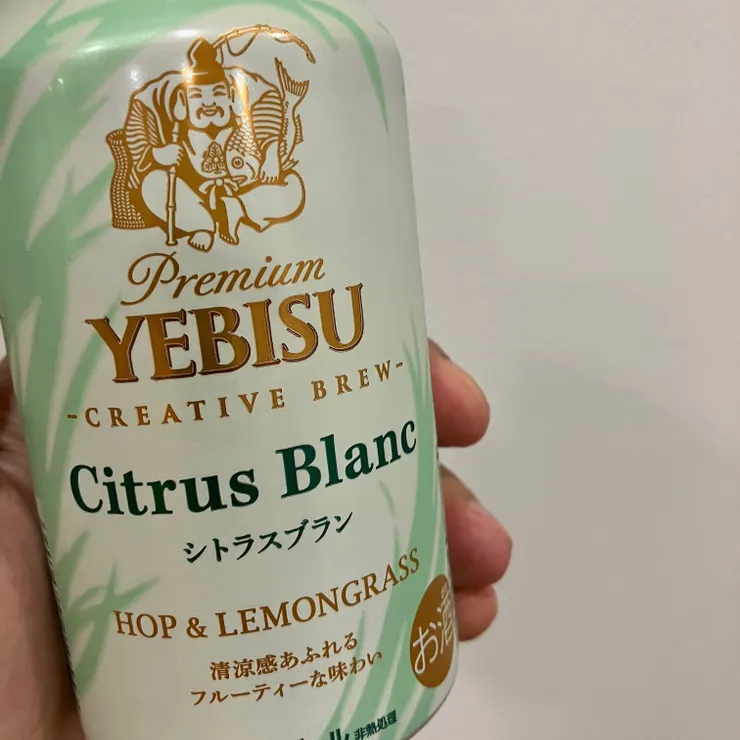 Premium
YEBISU
-CREATIVE BREW-
Citrus Blanc
シトラスブラン
HOP & LEMONGRASS
清涼感あふれる
フルーティーな味わい
お酒
非熱処理